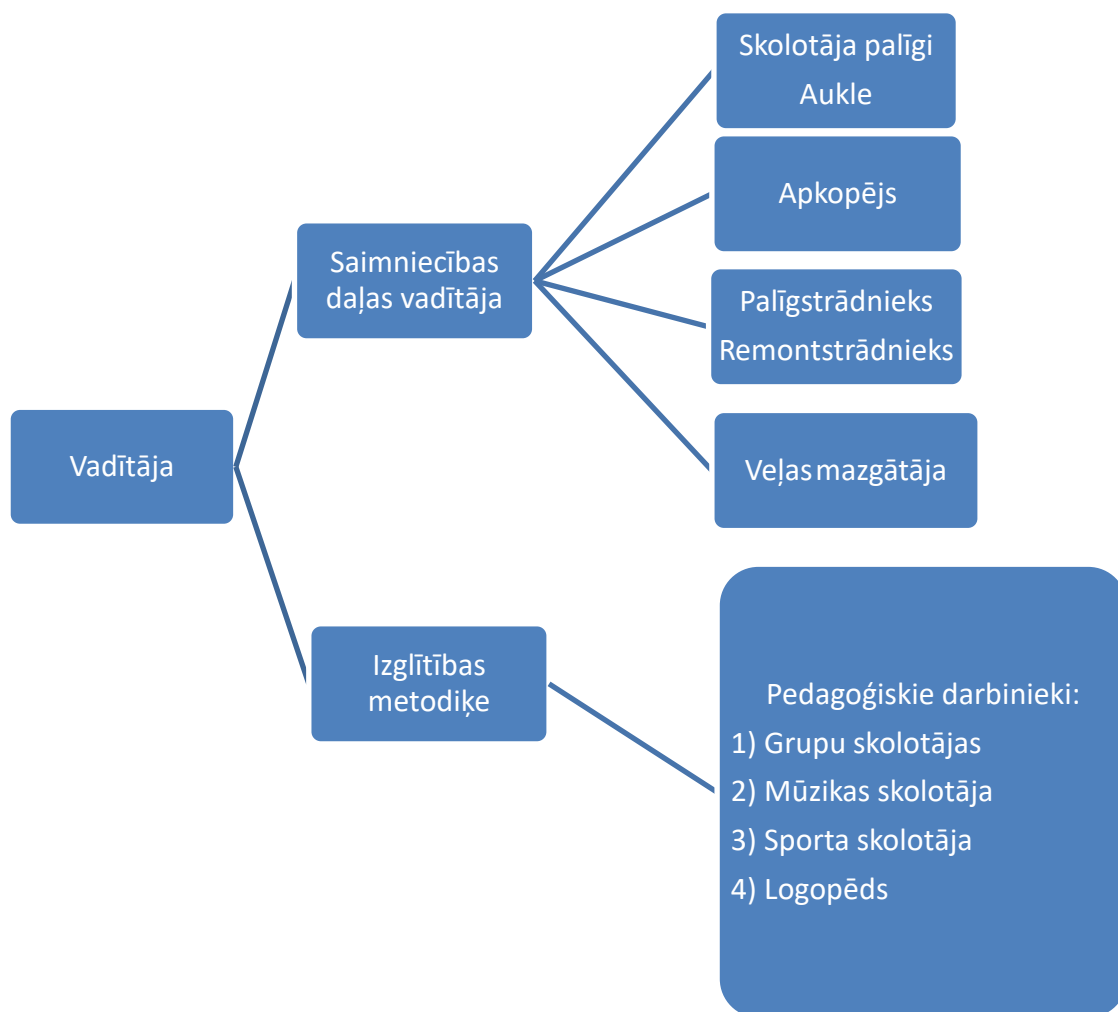 Skolotāja palīgi
Aukle
Apkopējs
Saimniecības
daļas vadītāja
Palīgstrādnieks
Remontstrādnieks
Vadītāja
Veļas mazgātāja
Izglītības
metodiķe
Pedagoģiskie darbinieki:
1) Grupu skolotājas
2) Mūzikas skolotāja
3) Sporta skolotāja
4) Logopēds